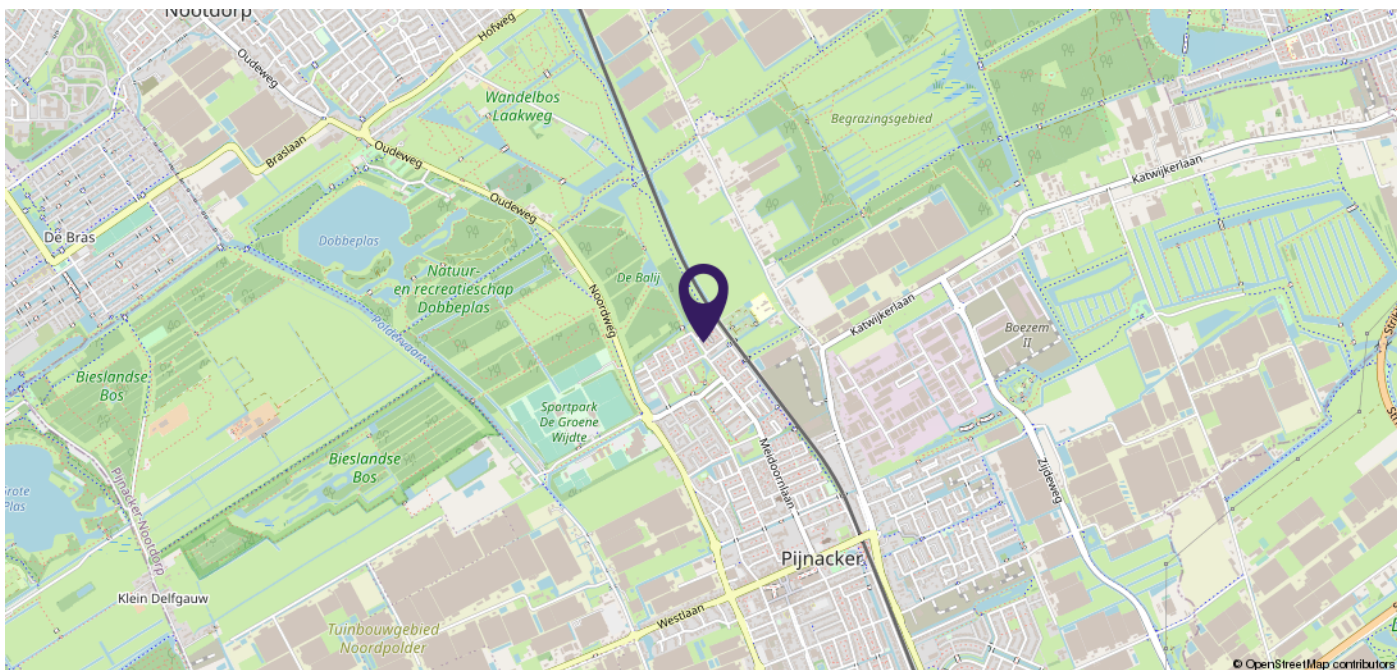 Nootdorp
Oudeweg
Hofweg
Wandelbos
Laakweg
Begrazingsgebied
Braslaan
Oudeweg
Katwijkerlaan
Oudeweg
De Bras
Dobbeplas
De Balij
Natuur-
en recreatieschap
Dobbeplas
Noordweg
Katwijkerlaan
Boezem
II
Poldervaart
Bieslandse
Bos
Sportpark
De Groene
Wijdte
Bieslandse
Bos
Meidoornlaan
Zijdeweg
Plas
Pijnacker-Nootdorp
Pijnacker
Klein Delfgauw
Westlaan
Tuinbouwgebied
Noordpolder
© OpenStreetMap contributors